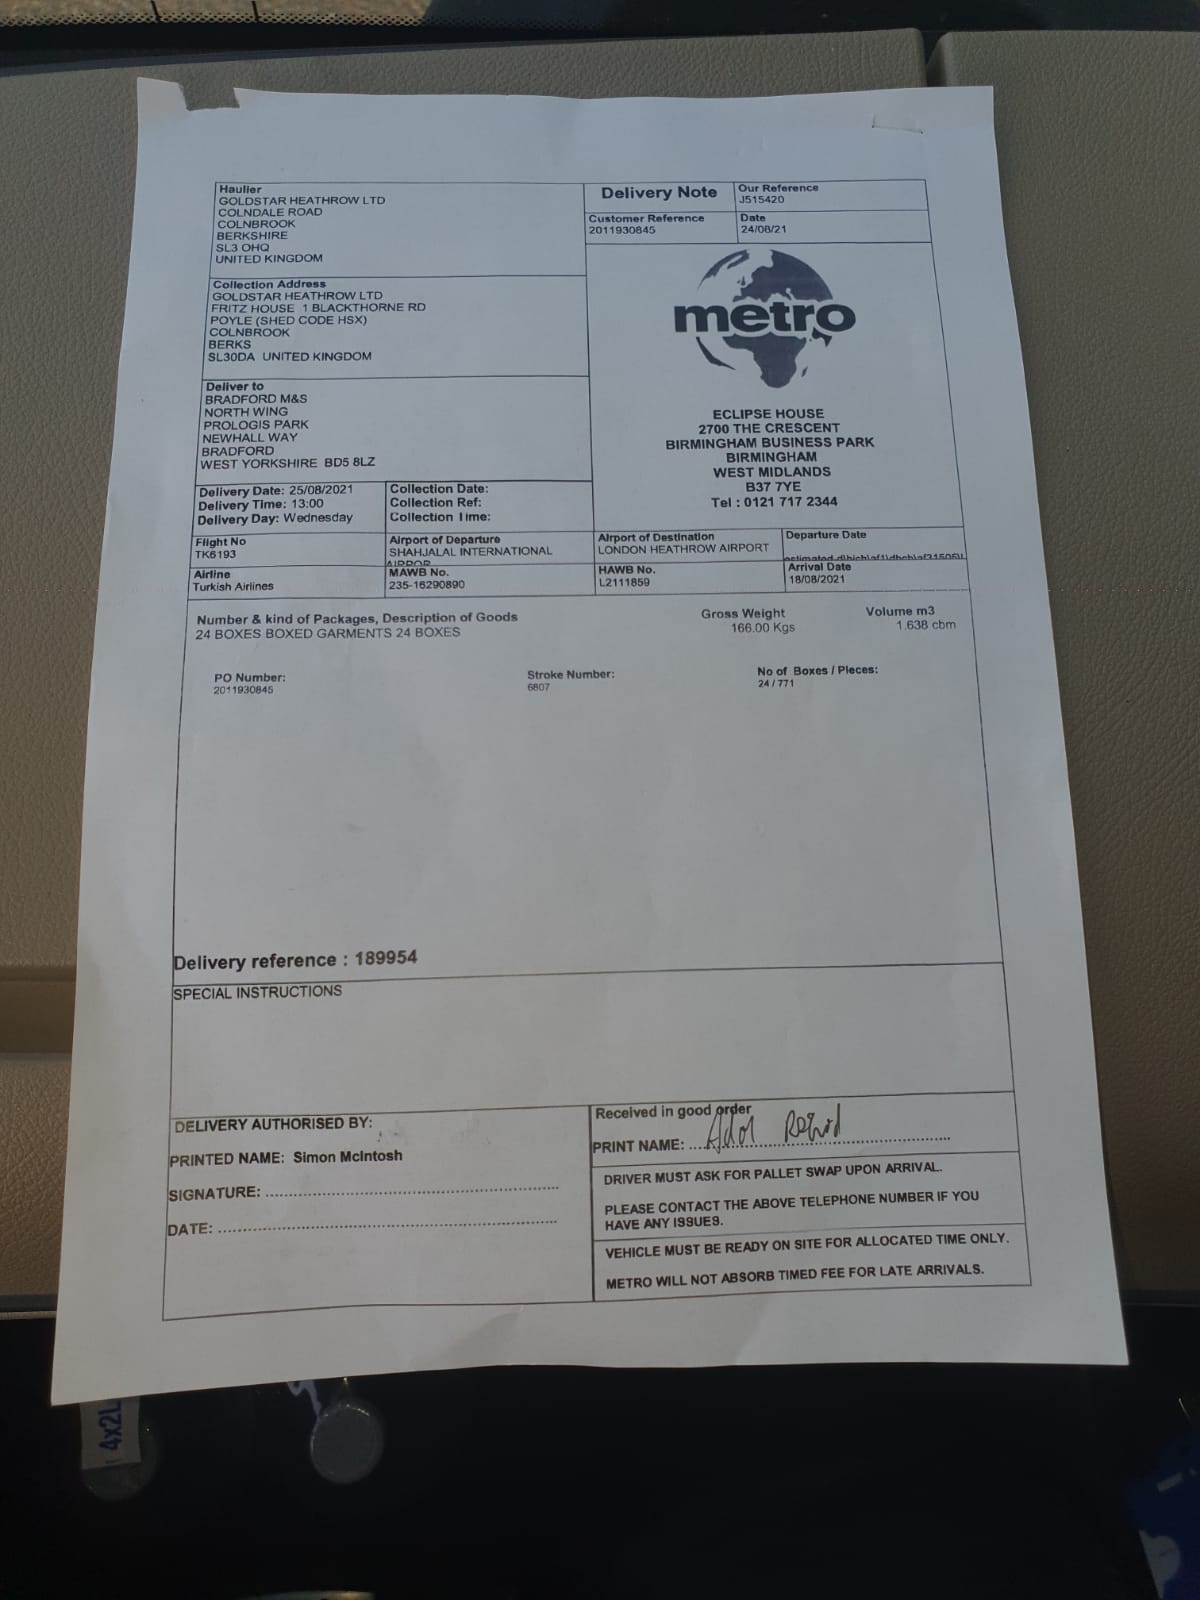 Haulier
GOLDSTAR HEATHROW LTD
COLNDALE ROAD
COLNBROOK
BERKSHIRE
SL3 OHQ
UNITED KINGDOM
Delivery Note
Our Reference
J515420
Customer Reference
2011930845
Date
24/08/21
Collection Address
GOLDSTAR HEATHROW LTD
FRITZ HOUSE 1 BLACKTHORNE RD
POYLE (SHED CODE HSX)
COLNBROOK
BERKS
SL30DA UNITED KINGDOM
metro
Deliver to
BRADFORD M&S
NORTH WING
PROLOGIS PARK
NEWHALL WAY
BRADFORD
WEST YORKSHIRE BD5 8LZ
ECLIPSE HOUSE
2700 THE CRESCENT
BIRMINGHAM BUSINESS PARK
BIRMINGHAM
WEST MIDLANDS
B37 7YE
Tel : 0121 717 2344
Delivery Date: 25/08/2021
Delivery Time: 13:00
Delivery Day: Wednesday
Collection Date:
Collection Ref:
Collection Time:
Flight No
TK6193
Airport of Departure
SHAHJALAL INTERNATIONAL
Airport of Destination
LONDON HEATHROW AIRPORT
Departure Date
Airline
Turkish Airlines
MAWB No.
235-16290890
HAWB No.
L2111859
Arrival Date
18/08/2021
Number & kind of Packages, Description of Goods
24 BOXES BOXED GARMENTS 24 BOXES
Gross Weight
166.00 Kgs
Volume m3
1.638 cbm
PO Number:
2011930845
Stroke Number:
6807
No of Boxes / Pieces:
24 / 771
Delivery reference : 189954
SPECIAL INSTRUCTIONS
DELIVERY AUTHORISED BY:
PRINTED NAME: Simon McIntosh
SIGNATURE:
DATE:
Received in good order
PRINT NAME:
DRIVER MUST ASK FOR PALLET SWAP UPON ARRIVAL.
PLEASE CONTACT THE ABOVE TELEPHONE NUMBER IF YOU
HAVE ANY ISSUES.
VEHICLE MUST BE READY ON SITE FOR ALLOCATED TIME ONLY.
METRO WILL NOT ABSORB TIMED FEE FOR LATE ARRIVALS.
4x2L